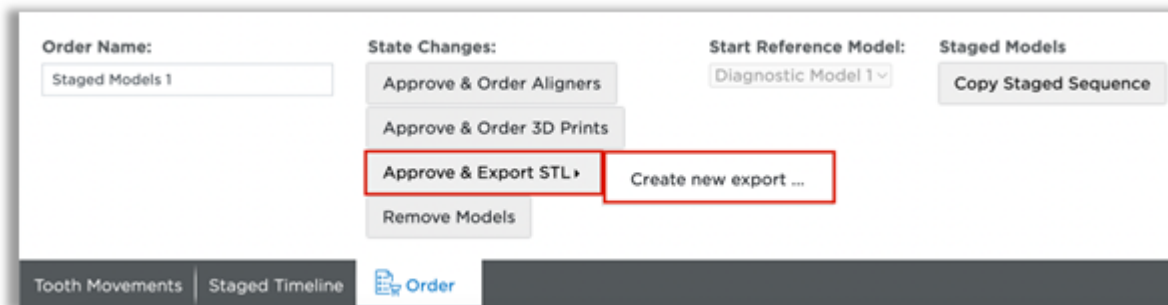 Order Name:
State Changes:
Start Reference Model:
Staged Models
Staged Models 1
Approve & Order Aligners
Diagnostic Model 1
Copy Staged Sequence
Approve & Order 3D Prints
Approve & Export STL
Create new export ...
Remove Models
Tooth Movements
Staged Timeline
Order